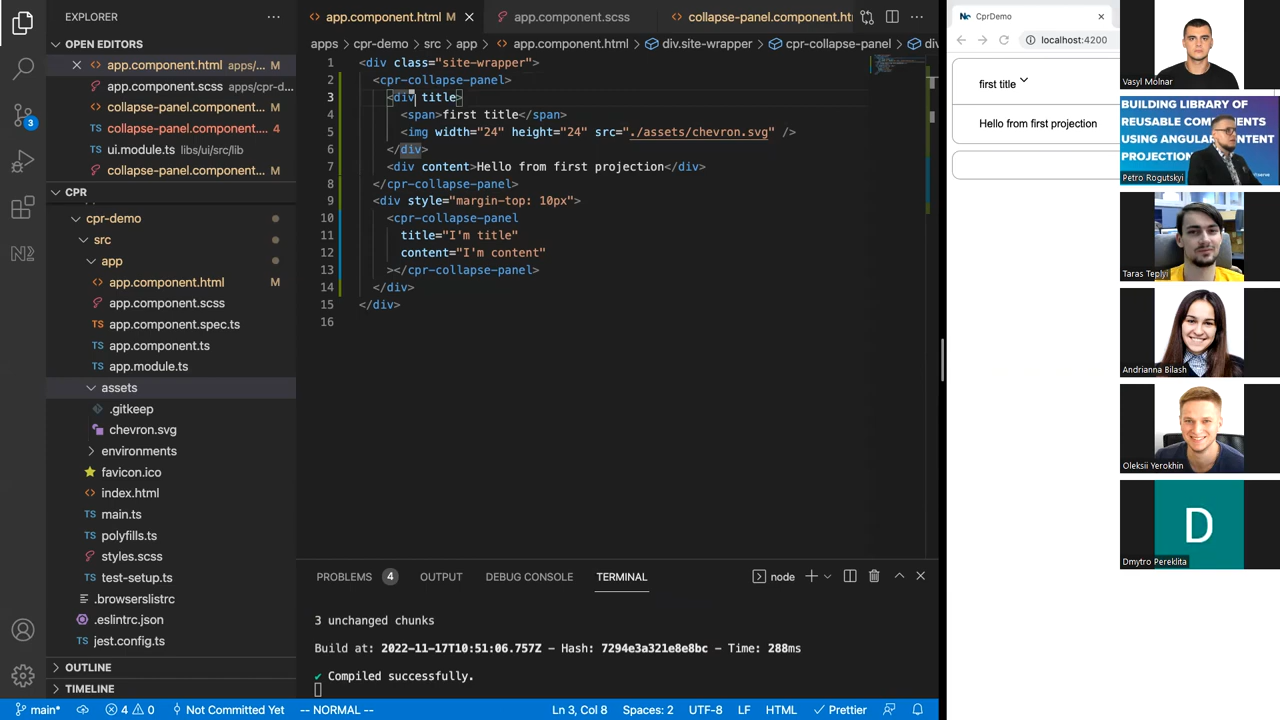 EXPLORER
OPEN EDITORS
app.component.html apps/... M
app.component.scss apps/cpr-d...
collapse-panel.component.... M
collapse-panel.component.... 4
ui.module.ts libs/ui/src/lib
collapse-panel.component.... M
CPR
cpr-demo
src
app
app.component.html M
app.component.scss
app.component.spec.ts
app.component.ts
app.module.ts
assets
.gitkeep
chevron.svg
environments
favicon.ico
index.html
main.ts
polyfills.ts
styles.scss
test-setup.ts
.browserslistrc
.eslintrc.json
jest.config.ts
OUTLINE
TIMELINE
3
app.component.html M
app.component.scss
collapse-panel.component.htm
apps > cpr-demo > src > app > app.component.html > div.site-wrapper > cpr-collapse-panel > div
1 <div class="site-wrapper">
2 <cpr-collapse-panel>
3 <div title>
4 <span>first title</span>
5 <img width="24" height="24" src="./assets/chevron.svg" />
6 </div>
7 <div content>Hello from first projection</div>
8 </cpr-collapse-panel>
9 <div style="margin-top: 10px">
10 <cpr-collapse-panel
11 title="I'm title"
12 content="I'm content"
13 ></cpr-collapse-panel>
14 </div>
15 </div>
16
PROBLEMS 4 OUTPUT DEBUG CONSOLE TERMINAL
node
3 unchanged chunks
Build at: 2022-11-17T10:51:06.757Z - Hash: 7294e3a321e8e8bc - Time: 288ms
✔ Compiled successfully.
main* 4 0 Not Committed Yet -- NORMAL -- Ln 3, Col 8 Spaces: 2 UTF-8 LF HTML Prettier
CprDemo
localhost:4200
first title
Hello from first projection
Vasyl Molnar
BUILDING LIBRARY OF
REUSABLE COMPONENTS
USING ANGULAR CONTENT
PROJECTION
Petro Rogutskyi
Taras Teplyi
Andrianna Bilash
Oleksii Yerokhin
D
Dmytro Pereklita